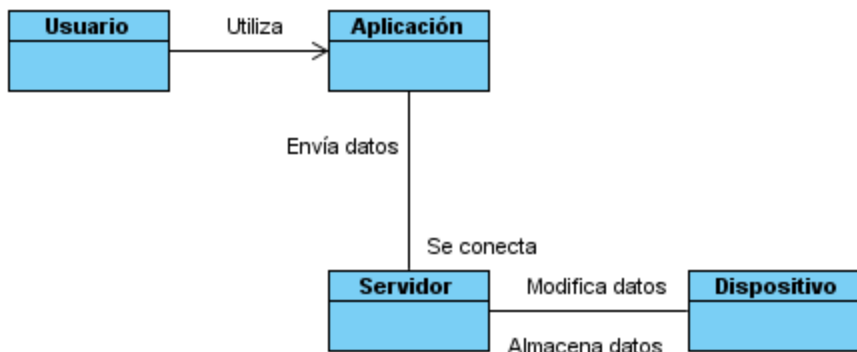 Usuario
Utiliza
Aplicación
Envía datos
Se conecta
Servidor
Modifica datos
Dispositivo
Almacena datos